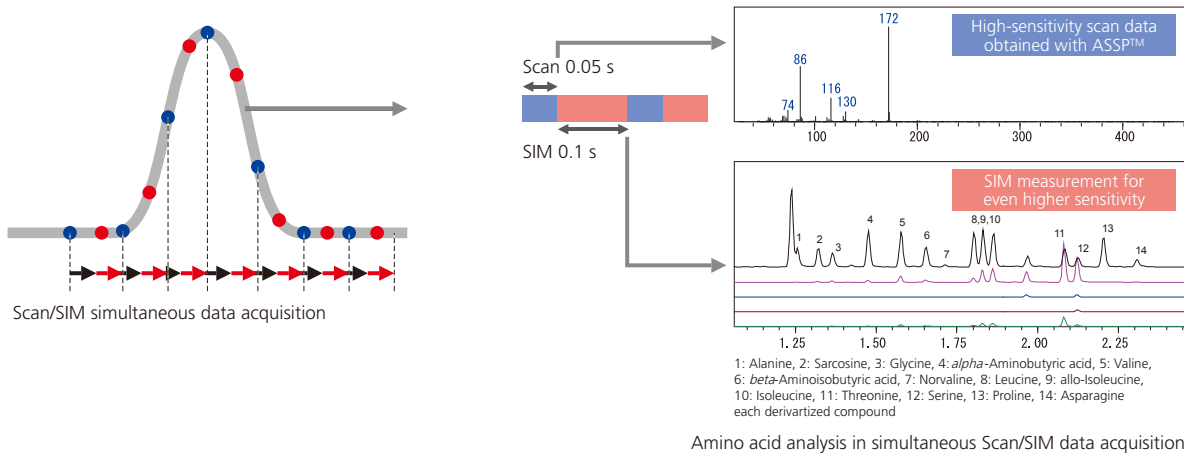 Scan/SIM simultaneous data acquisition
Scan 0.05 s
SIM 0.1 s
High-sensitivity scan data
obtained with ASSP™
172
86
116
74
130
100
200
300
400
SIM measurement for
even higher sensitivity
1
2
3
4
5
6
7
8,9,10
11
12
13
14
1.25
1.50
1.75
2.00
2.25
1: Alanine, 2: Sarcosine, 3: Glycine, 4: alpha-Aminobutyric acid, 5: Valine,
6: beta-Aminoisobutyric acid, 7: Norvaline, 8: Leucine, 9: allo-Isoleucine,
10: Isoleucine, 11: Threonine, 12: Serine, 13: Proline, 14: Asparagine
each derivartized compound
Amino acid analysis in simultaneous Scan/SIM data acquisition